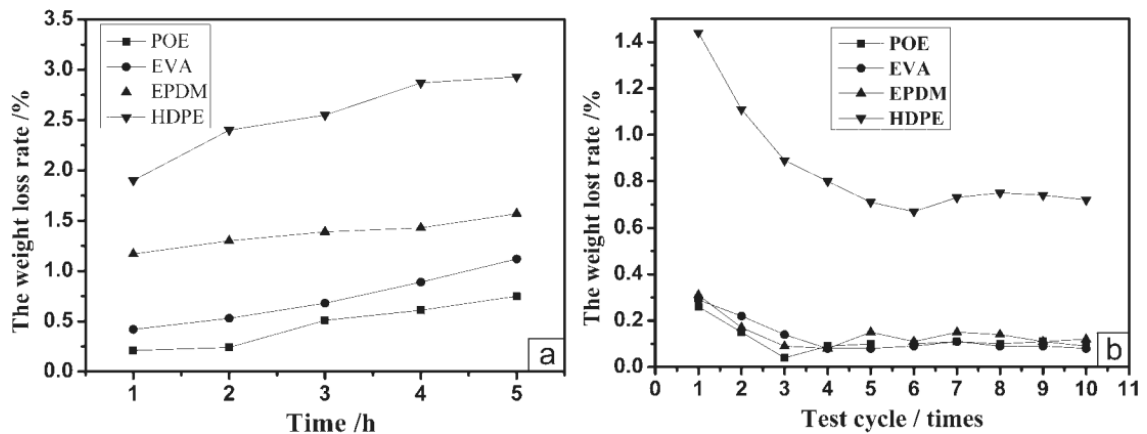 The weight loss rate /%
3.5
3.0
2.5
2.0
1.5
1.0
0.5
0.0
POE
EVA
EPDM
HDPE
a
1 2 3 4 5
Time /h
The weight lost rate /%
1.4
1.2
1.0
0.8
0.6
0.4
0.2
0.0
POE
EVA
EPDM
HDPE
b
0 1 2 3 4 5 6 7 8 9 10 11
Test cycle / times